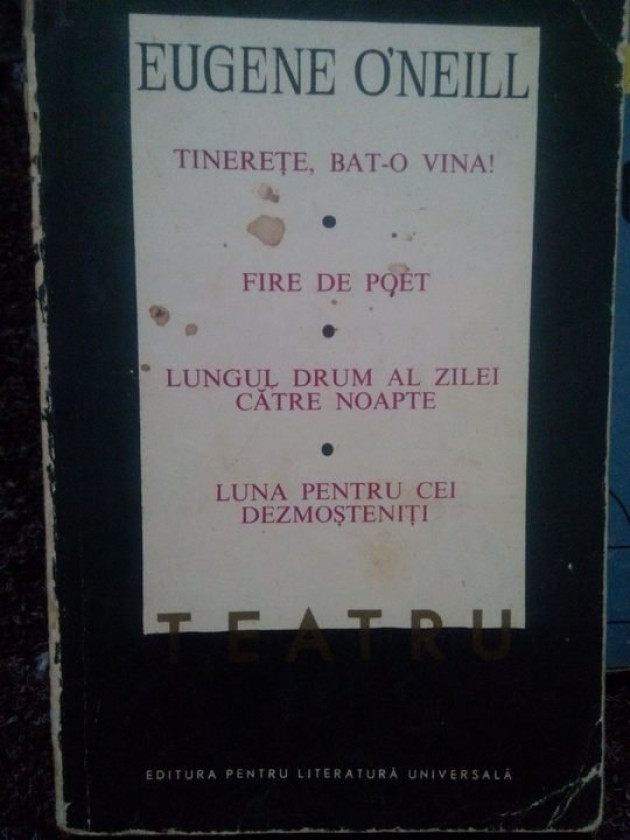 EUGENE O'NEILL
TINEREȚE, BAT-O VINA!
FIRE DE POET
LUNGUL DRUM AL ZILEI
CĂTRE NOAPTE
LUNA PENTRU CEI
DEZMOȘTENIȚI
TEATRU
EDITURA PENTRU LITERATURĂ UNIVERSALĂ